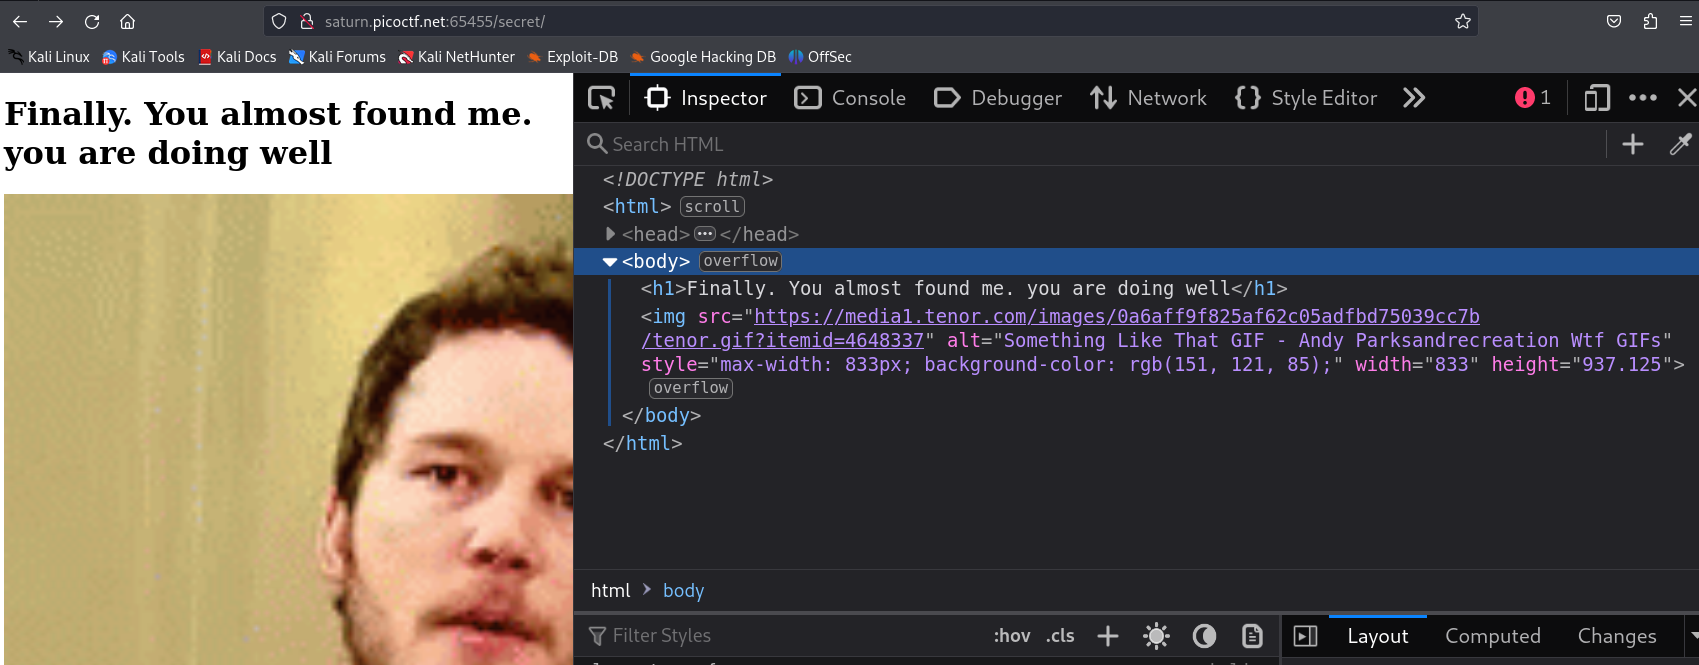 saturn.picoctf.net:65455/secret/
Kali Linux Kali Tools Kali Docs Kali Forums Kali NetHunter Exploit-DB Google Hacking DB OffSec
Finally. You almost found me.
you are doing well
Inspector Console Debugger Network Style Editor 1
Search HTML
<!DOCTYPE html>
<html> scroll
<head> ··· </head>
<body> overflow
<h1>Finally. You almost found me. you are doing well</h1>
<img src="https://media1.tenor.com/images/0a6aff9f825af62c05adfbd75039cc7b
/tenor.gif?itemid=4648337" alt="Something Like That GIF - Andy Parksandrecreation Wtf GIFs"
style="max-width: 833px; background-color: rgb(151, 121, 85);" width="833" height="937.125">
overflow
</body>
</html>
html > body
Filter Styles :hov .cls Layout Computed Changes